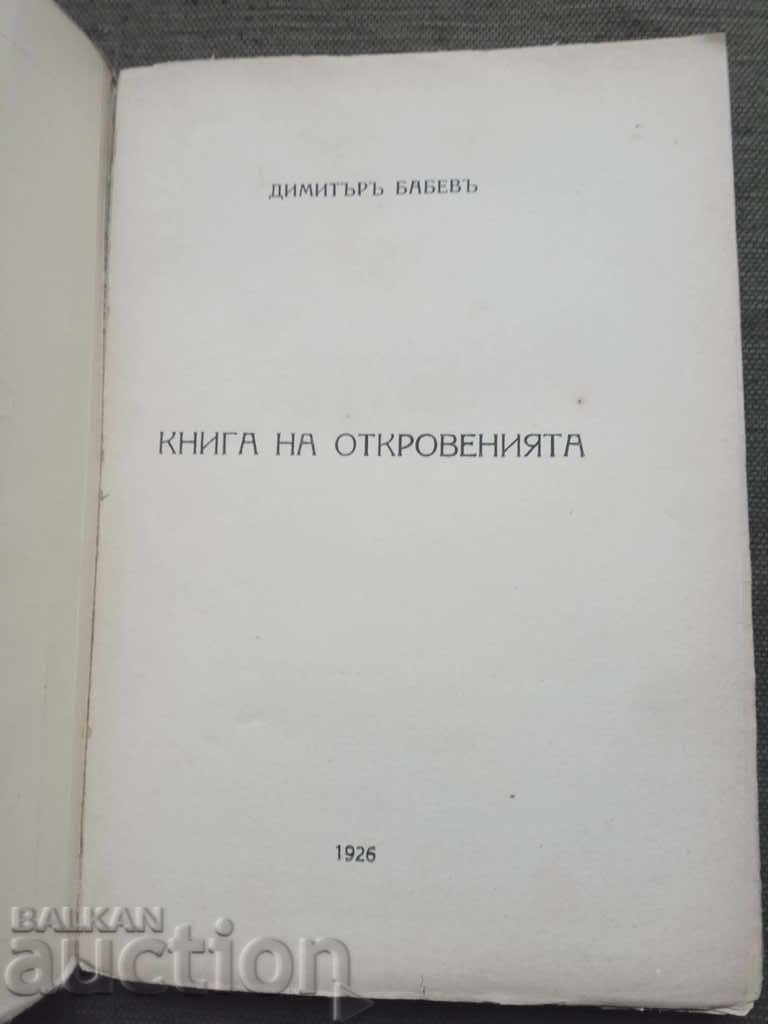 ДИМИТЪРЪ БАБЕВЪ
КНИГА НА ОТКРОВЕНИЯТА
1926
BALKAN
auction